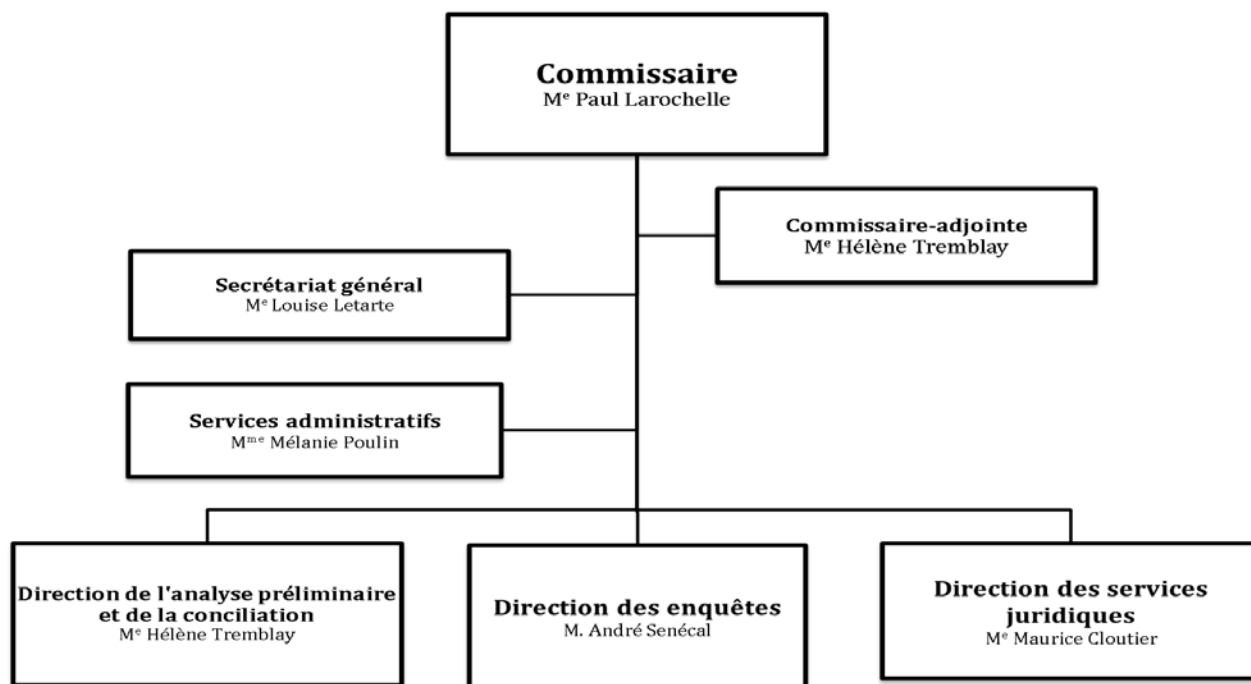 Commissaire
Mᵉ Paul Larochelle
Commissaire-adjointe
Mᵉ Hélène Tremblay
Secrétariat général
Mᵉ Louise Letarte
Services administratifs
Mᵐᵉ Mélanie Poulin
Direction de l'analyse préliminaire
et de la conciliation
Mᵉ Hélène Tremblay
Direction des enquêtes
M. André Senécal
Direction des services
juridiques
Mᵉ Maurice Cloutier